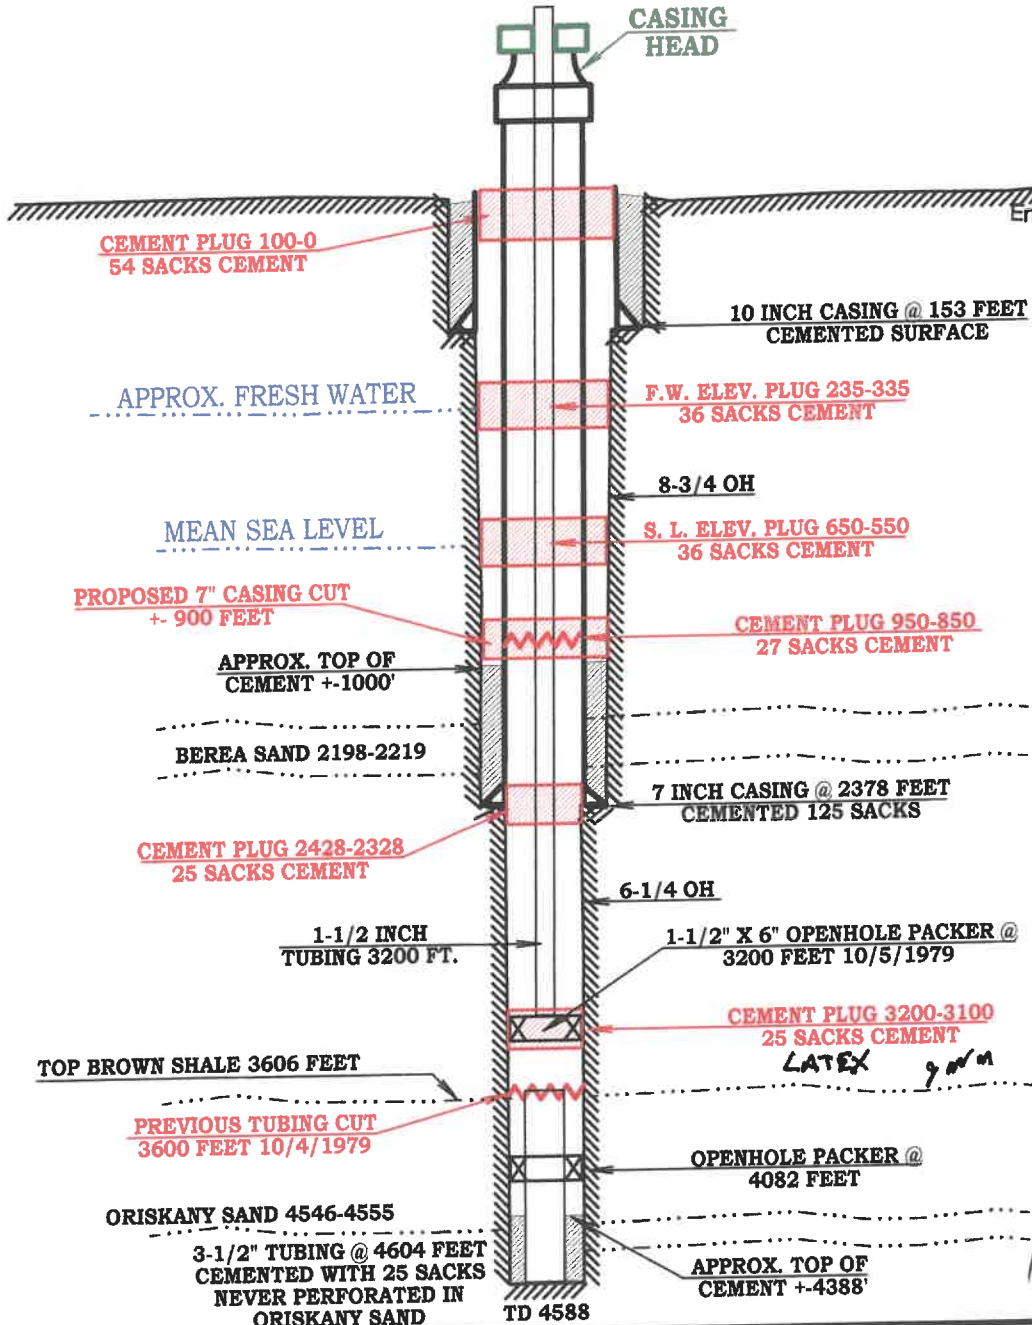 CASING
HEAD
Er
CEMENT PLUG 100-0
54 SACKS CEMENT
10 INCH CASING @ 153 FEET
CEMENTED SURFACE
APPROX. FRESH WATER
F.W. ELEV. PLUG 235-335
36 SACKS CEMENT
8-3/4 OH
MEAN SEA LEVEL
S. L. ELEV. PLUG 650-550
36 SACKS CEMENT
PROPOSED 7" CASING CUT
+- 900 FEET
CEMENT PLUG 950-850
27 SACKS CEMENT
APPROX. TOP OF
CEMENT +-1000'
BEREA SAND 2198-2219
7 INCH CASING @ 2378 FEET
CEMENTED 125 SACKS
CEMENT PLUG 2428-2328
25 SACKS CEMENT
6-1/4 OH
1-1/2 INCH
TUBING 3200 FT.
1-1/2" X 6" OPENHOLE PACKER @
3200 FEET 10/5/1979
CEMENT PLUG 3200-3100
25 SACKS CEMENT
LATEX
TOP BROWN SHALE 3606 FEET
PREVIOUS TUBING CUT
3600 FEET 10/4/1979
OPENHOLE PACKER @
4082 FEET
ORISKANY SAND 4546-4555
3-1/2" TUBING @ 4604 FEET
CEMENTED WITH 25 SACKS
NEVER PERFORATED IN
ORISKANY SAND
APPROX. TOP OF
CEMENT +-4388'
TD 4588